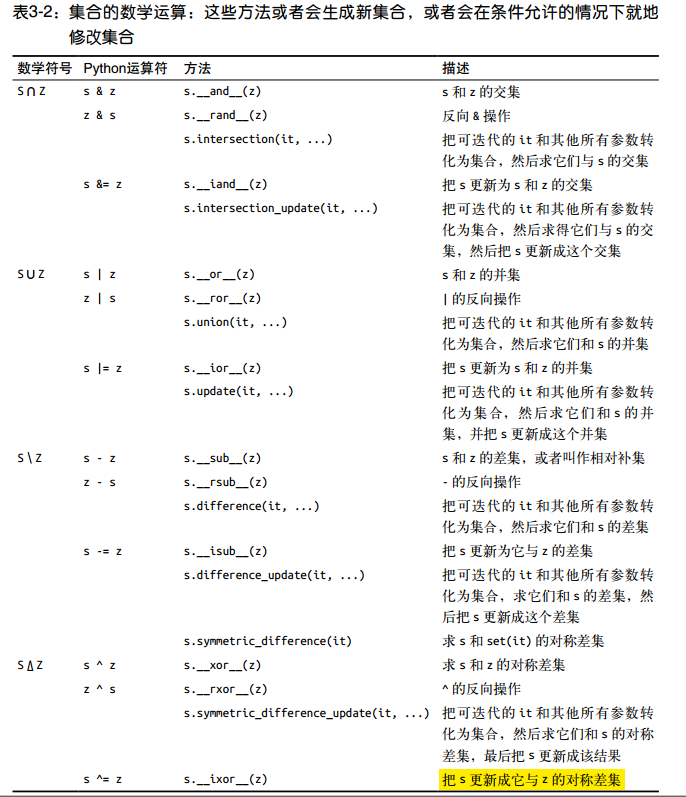 表3-2：集合的数学运算：这些方法或者会生成新集合，或者会在条件允许的情况下就地
修改集合
数学符号 Python运算符 方法 描述
S ∩ Z s & z s.__and__(z) s 和 z 的交集
z & s s.__rand__(z) 反向 & 操作
s.intersection(it, ...) 把可迭代的 it 和其他所有参数转
化为集合，然后求它们与 s 的交集
s &= z s.__iand__(z) 把 s 更新为 s 和 z 的交集
s.intersection_update(it, ...) 把可迭代的 it 和其他所有参数转
化为集合，然后求得它们与 s 的交
集，然后把 s 更新成这个交集
S ∪ Z s | z s.__or__(z) s 和 z 的并集
z | s s.__ror__(z) | 的反向操作
s.union(it, ...) 把可迭代的 it 和其他所有参数转
化为集合，然后求它们和 s 的并集
s |= z s.__ior__(z) 把 s 更新为 s 和 z 的并集
s.update(it, ...) 把可迭代的 it 和其他所有参数转
化为集合，然后求它们和 s 的并
集，并把 s 更新成这个并集
S \ Z s - z s.__sub__(z) s 和 z 的差集，或者叫作相对补集
z - s s.__rsub__(z) - 的反向操作
s.difference(it, ...) 把可迭代的 it 和其他所有参数转
化为集合，然后求它们和 s 的差集
s -= z s.__isub__(z) 把 s 更新为它与 z 的差集
s.difference_update(it, ...) 把可迭代的 it 和其他所有参数转
化为集合，求它们和 s 的差集，然
后把 s 更新成这个差集
s.symmetric_difference(it) 求 s 和 set(it) 的对称差集
S ∆ Z s ^ z s.__xor__(z) 求 s 和 z 的对称差集
z ^ s s.__rxor__(z) ^ 的反向操作
s.symmetric_difference_update(it, ...) 把可迭代的 it 和其他所有参数转
化为集合，然后求它们和 s 的对称
差集，最后把 s 更新成该结果
s ^= z s.__ixor__(z) 把 s 更新成它与 z 的对称差集